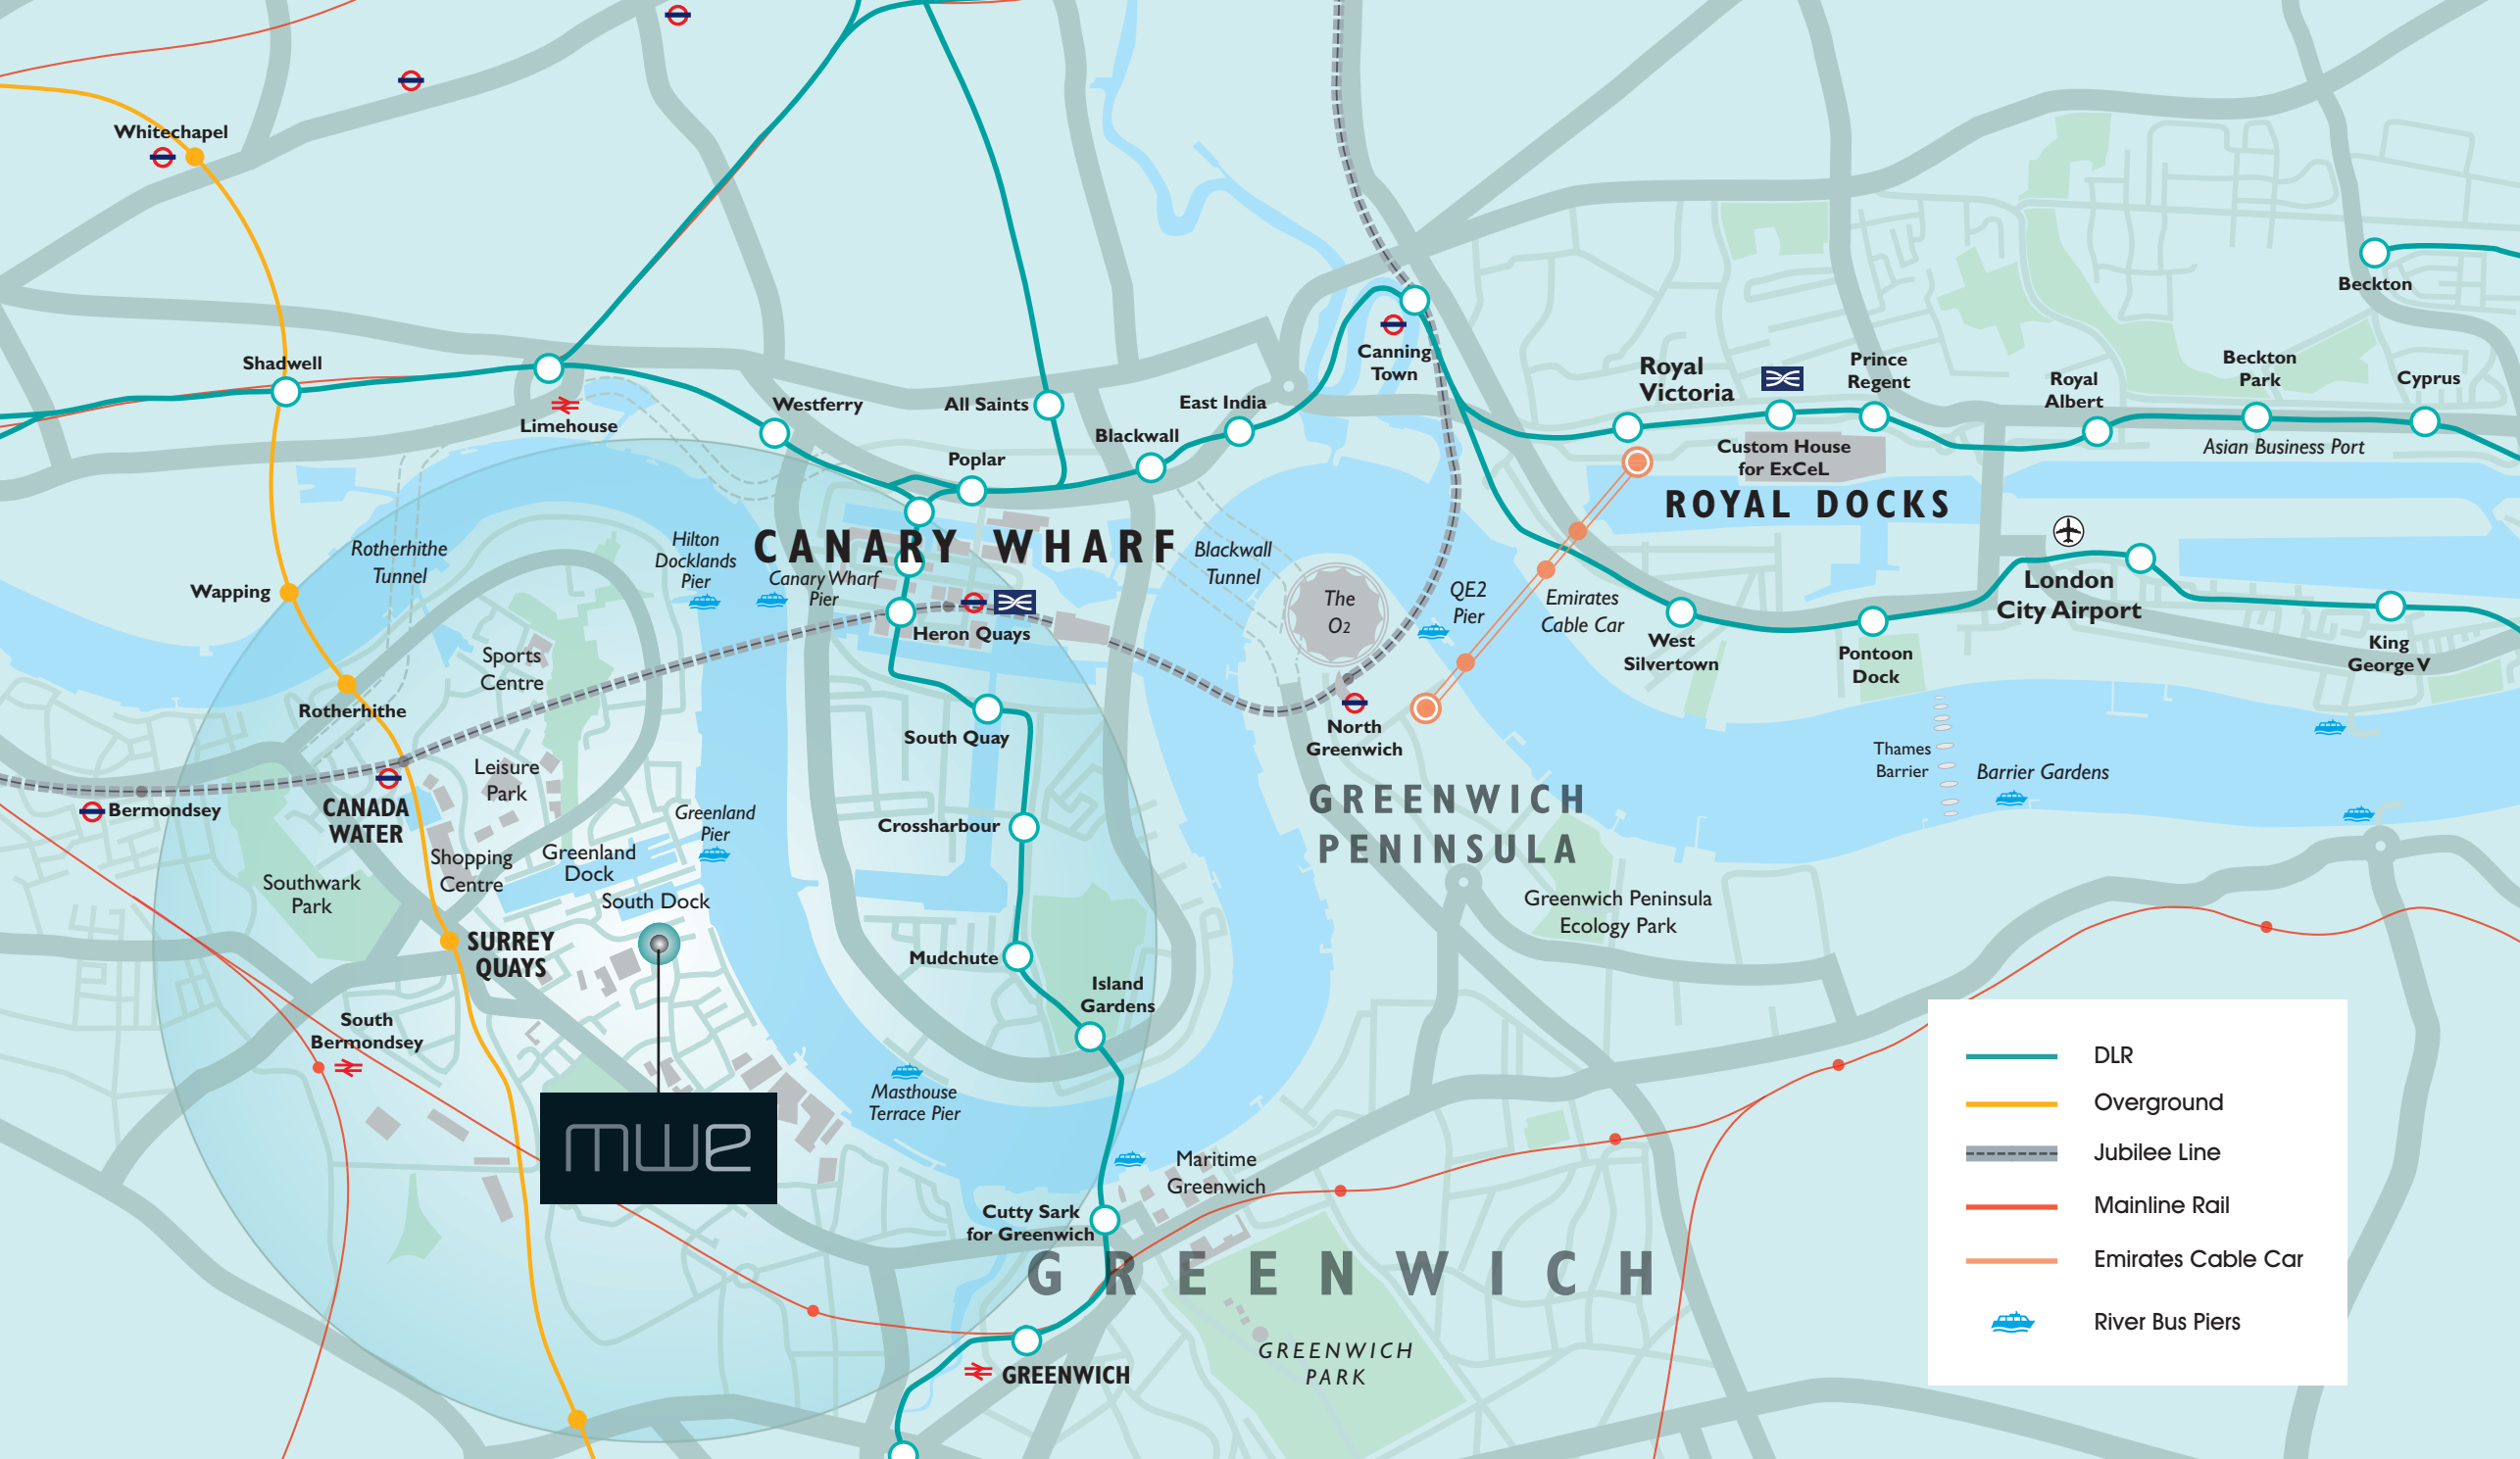 Whitechapel
Shadwell
Limehouse
Westferry
All Saints
Poplar
Blackwall
East India
Canning
Town
Royal
Victoria
Custom House
for ExCeL
Prince
Regent
Royal
Albert
Beckton
Park
Cyprus
Beckton
Asian Business Port
ROYAL DOCKS
London
City Airport
King
George V
Pontoon
Dock
West
Silvertown
Emirates
Cable Car
QE2
Pier
The
O2
Blackwall
Tunnel
CANARY WHARF
Canary Wharf
Pier
Hilton
Docklands
Pier
Rotherhithe
Tunnel
Wapping
Rotherhithe
Sports
Centre
Heron Quays
South Quay
North
Greenwich
Thames
Barrier
Barrier Gardens
Bermondsey
CANADA
WATER
Leisure
Park
Shopping
Centre
Greenland
Dock
Greenland
Pier
South Dock
Crossharbour
GREENWICH
PENINSULA
Southwark
Park
SURREY
QUAYS
Mudchute
Island
Gardens
Greenwich Peninsula
Ecology Park
South
Bermondsey
Masthouse
Terrace Pier
mwe
Maritime
Greenwich
Cutty Sark
for Greenwich
GREENWICH
GREENWICH
GREENWICH
PARK
DLR
Overground
Jubilee Line
Mainline Rail
Emirates Cable Car
River Bus Piers